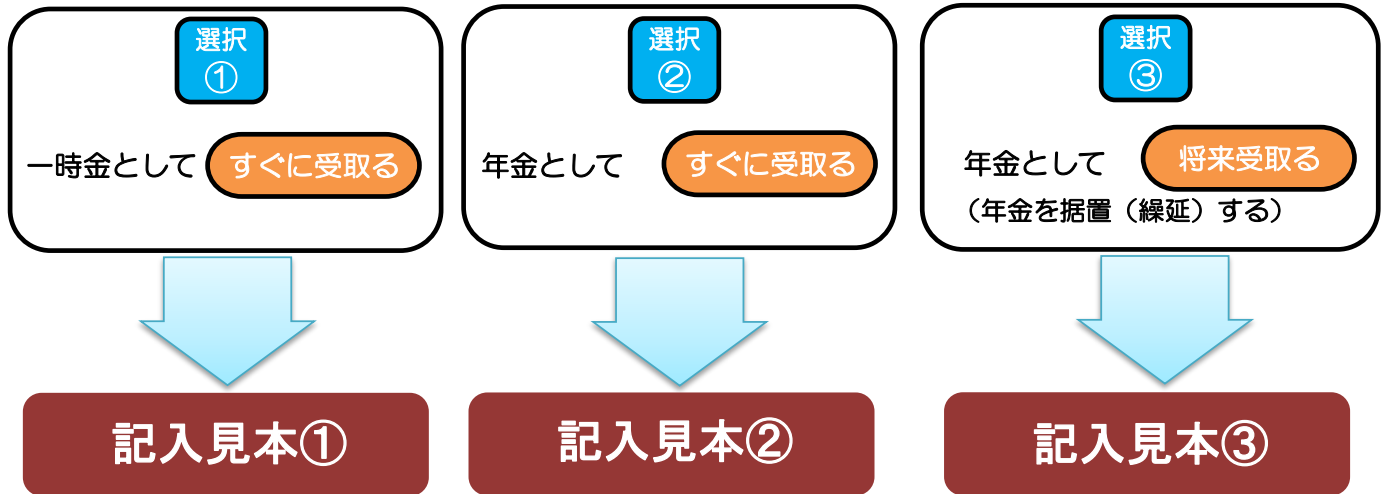 選択
①
一時金として すぐに受取る
記入見本①
選択
②
年金として すぐに受取る
記入見本②
選択
③
年金として 将来受取る
（年金を据置（繰延）する）
記入見本③